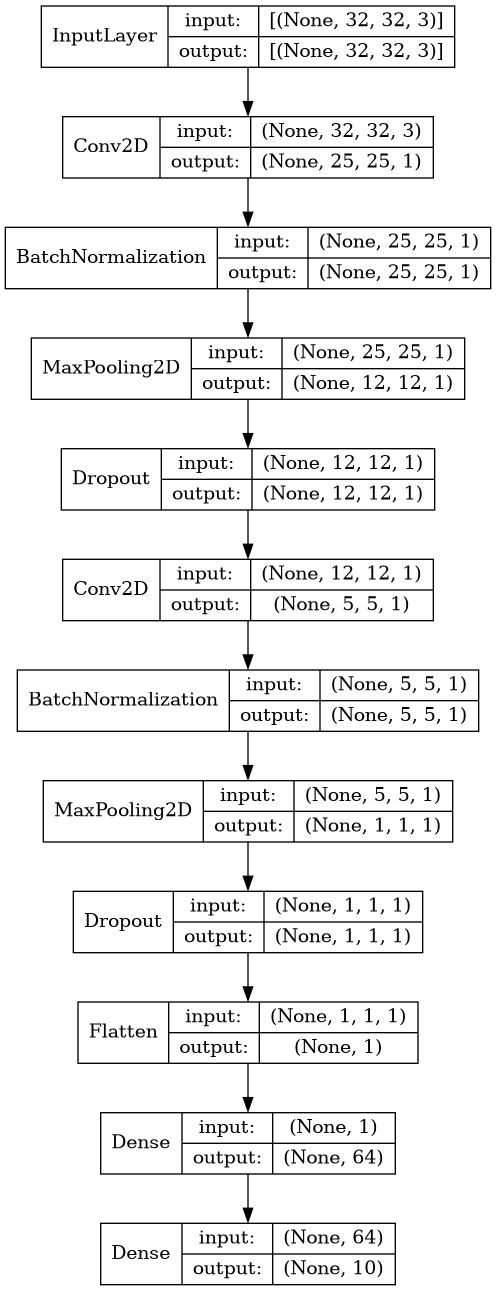 InputLayer
input:
[(None, 32, 32, 3)]
output:
[(None, 32, 32, 3)]
Conv2D
input:
(None, 32, 32, 3)
output:
(None, 25, 25, 1)
BatchNormalization
input:
(None, 25, 25, 1)
output:
(None, 25, 25, 1)
MaxPooling2D
input:
(None, 25, 25, 1)
output:
(None, 12, 12, 1)
Dropout
input:
(None, 12, 12, 1)
output:
(None, 12, 12, 1)
Conv2D
input:
(None, 12, 12, 1)
output:
(None, 5, 5, 1)
BatchNormalization
input:
(None, 5, 5, 1)
output:
(None, 5, 5, 1)
MaxPooling2D
input:
(None, 5, 5, 1)
output:
(None, 1, 1, 1)
Dropout
input:
(None, 1, 1, 1)
output:
(None, 1, 1, 1)
Flatten
input:
(None, 1, 1, 1)
output:
(None, 1)
Dense
input:
(None, 1)
output:
(None, 64)
Dense
input:
(None, 64)
output:
(None, 10)